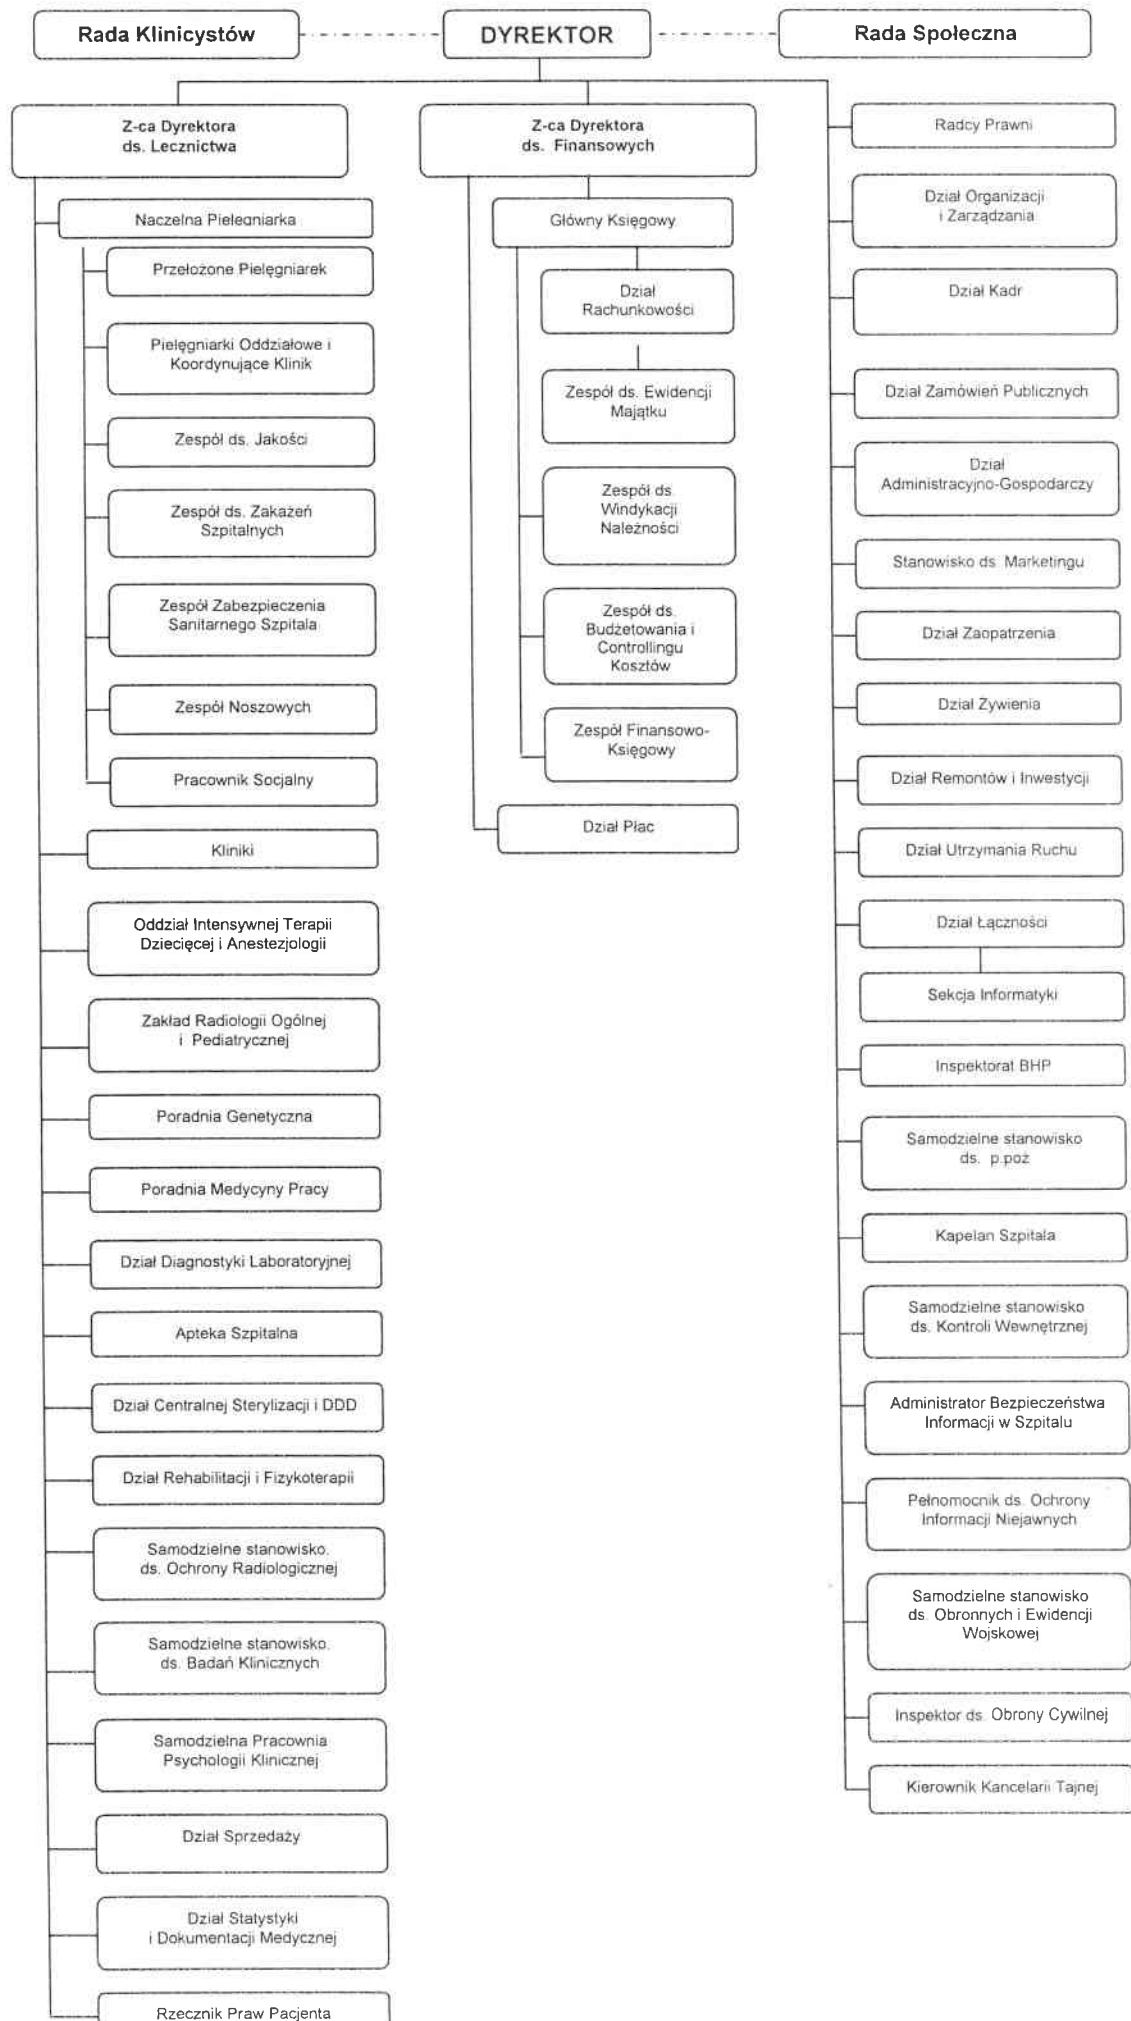 Rada Klinicystów
DYREKTOR
Rada Społeczna
Z-ca Dyrektora
ds. Lecznictwa
Naczelna Pielęgniarka
Przełożone Pielęgniarek
Pielęgniarki Oddziałowe i
Koordynujące Klinik
Zespół ds. Jakości
Zespół ds. Zakażeń
Szpitalnych
Zespół Zabezpieczenia
Sanitarnego Szpitala
Zespół Noszowych
Pracownik Socjalny
Kliniki
Oddział Intensywnej Terapii
Dziecięcej i Anestezjologii
Zakład Radiologii Ogólnej
i Pediatrycznej
Poradnia Genetyczna
Poradnia Medycyny Pracy
Dział Diagnostyki Laboratoryjnej
Apteka Szpitalna
Dział Centralnej Sterylizacji i DDD
Dział Rehabilitacji i Fizykoterapii
Samodzielne stanowisko.
ds. Ochrony Radiologicznej
Samodzielne stanowisko.
ds. Badań Klinicznych
Samodzielna Pracownia
Psychologii Klinicznej
Dział Sprzedaży
Dział Statystyki
i Dokumentacji Medycznej
Rzecznik Praw Pacjenta
Z-ca Dyrektora
ds. Finansowych
Główny Księgowy
Dział
Rachunkowości
Zespół ds. Ewidencji
Majątku
Zespół ds.
Windykacji
Należności
Zespół ds.
Budżetowania i
Controllingu
Kosztów
Zespół Finansowo-
Księgowy
Dział Płac
Radcy Prawni
Dział Organizacji
i Zarządzania
Dział Kadr
Dział Zamówień Publicznych
Dział
Administracyjno-Gospodarczy
Stanowisko ds. Marketingu
Dział Zaopatrzenia
Dział Żywienia
Dział Remontów i Inwestycji
Dział Utrzymania Ruchu
Dział Łączności
Sekcja Informatyki
Inspektorat BHP
Samodzielne stanowisko
ds. p.poż
Kapelan Szpitala
Samodzielne stanowisko
ds. Kontroli Wewnętrznej
Administrator Bezpieczeństwa
Informacji w Szpitalu
Pełnomocnik ds. Ochrony
Informacji Niejawnych
Samodzielne stanowisko
ds. Obronnych i Ewidencji
Wojskowej
Inspektor ds. Obrony Cywilnej
Kierownik Kancelarii Tajnej